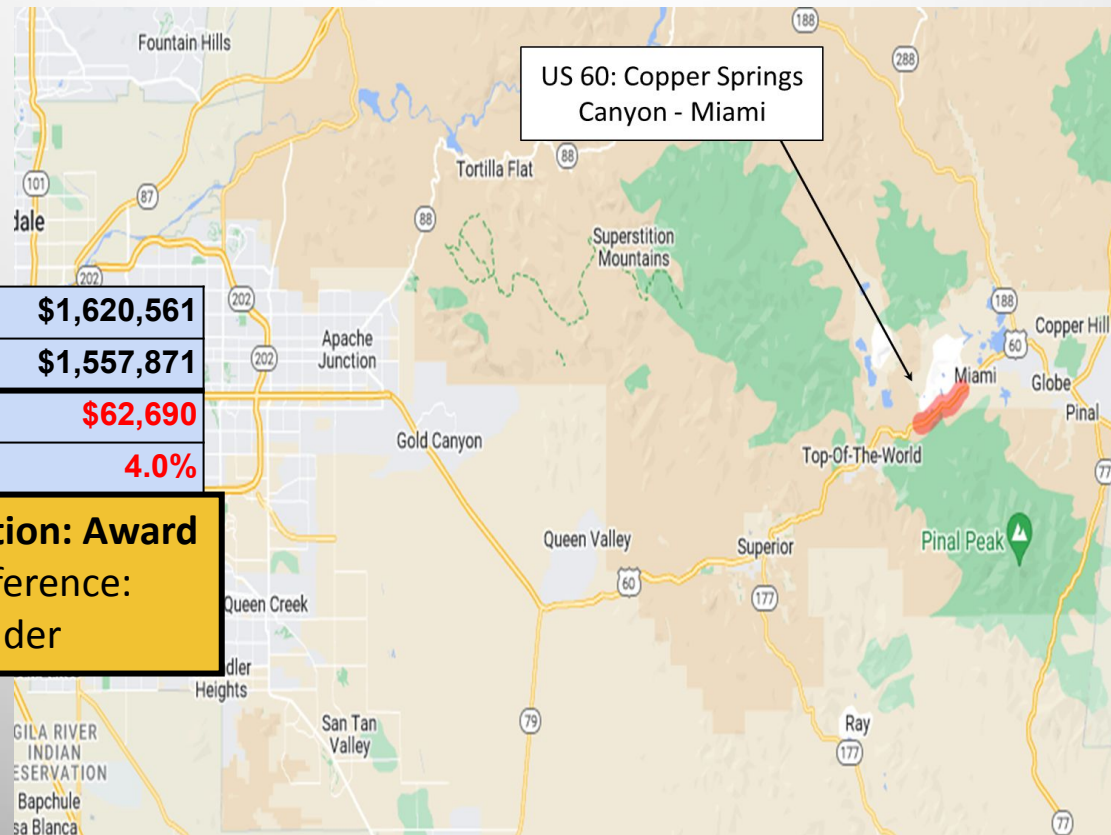 Fountain Hills
188
288
US 60: Copper Springs
Canyon - Miami
Tortilla Flat
88
101
87
dale
88
Superstition
Mountains
202
202
188
$1,620,561
$1,557,871
$62,690
4.0%
Apache
Junction
202
60
Copper Hill
Miami
Globe
Pinal
Gold Canyon
Top-Of-The-World
77
tion: Award
ference:
dder
Queen Valley
Superior
Pinal Peak
60
177
Queen Creek
dler
Heights
San Tan
Valley
79
Ray
177
GILA RIVER
INDIAN
ESERVATION
Bapchule
sa Blanca
77